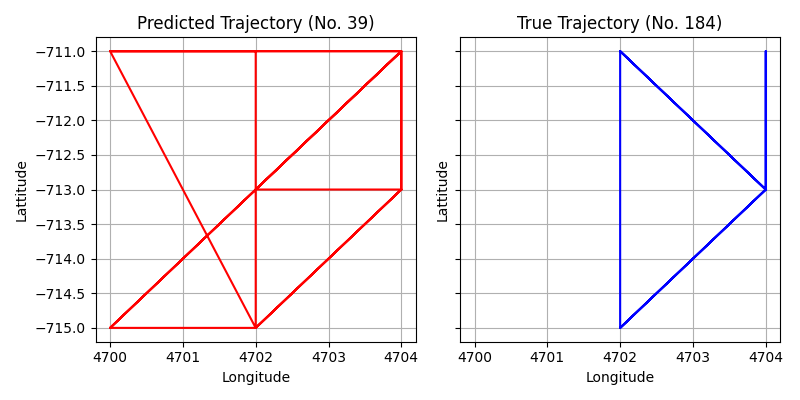 Predicted Trajectory (No. 39)
True Trajectory (No. 184)
Lattitude
−711.0
−711.5
−712.0
−712.5
−713.0
−713.5
−714.0
−714.5
−715.0
4700 4701 4702 4703 4704
Longitude
Lattitude
4700 4701 4702 4703 4704
Longitude